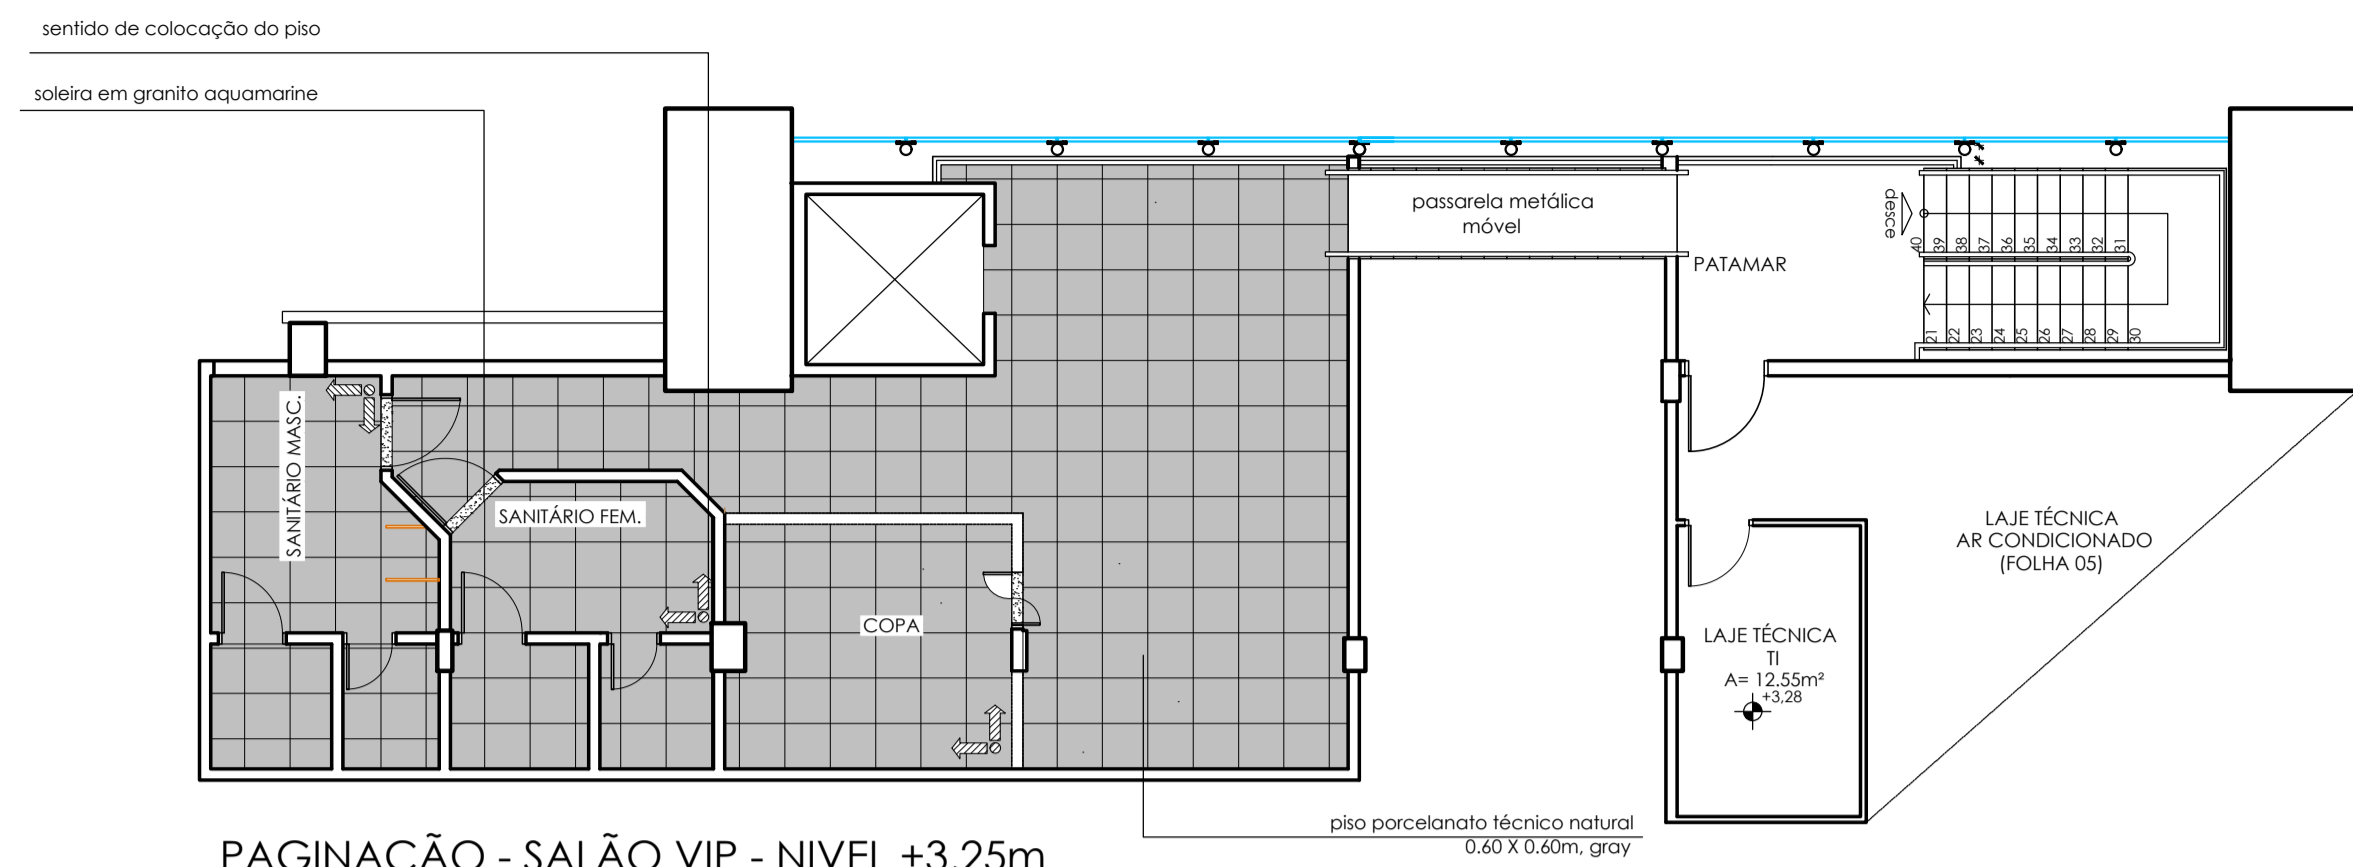 sentido de colocação do piso
soleira em granito aquamarine
passarela metálica
móvel
desce
PATAMAR
40 39 38 37 36 35 34 33 32 31
21 22 23 24 25 26 27 28 29 30
SANITÁRIO MASC.
SANITÁRIO FEM.
COPA
LAJE TÉCNICA
AR CONDICIONADO
(FOLHA 05)
LAJE TÉCNICA
TI
A= 12.55m²
+3,28
piso porcelanato técnico natural
0.60 X 0.60m, gray
PAGINAÇÃO - SALÃO VIP - NIVEL +3,25m